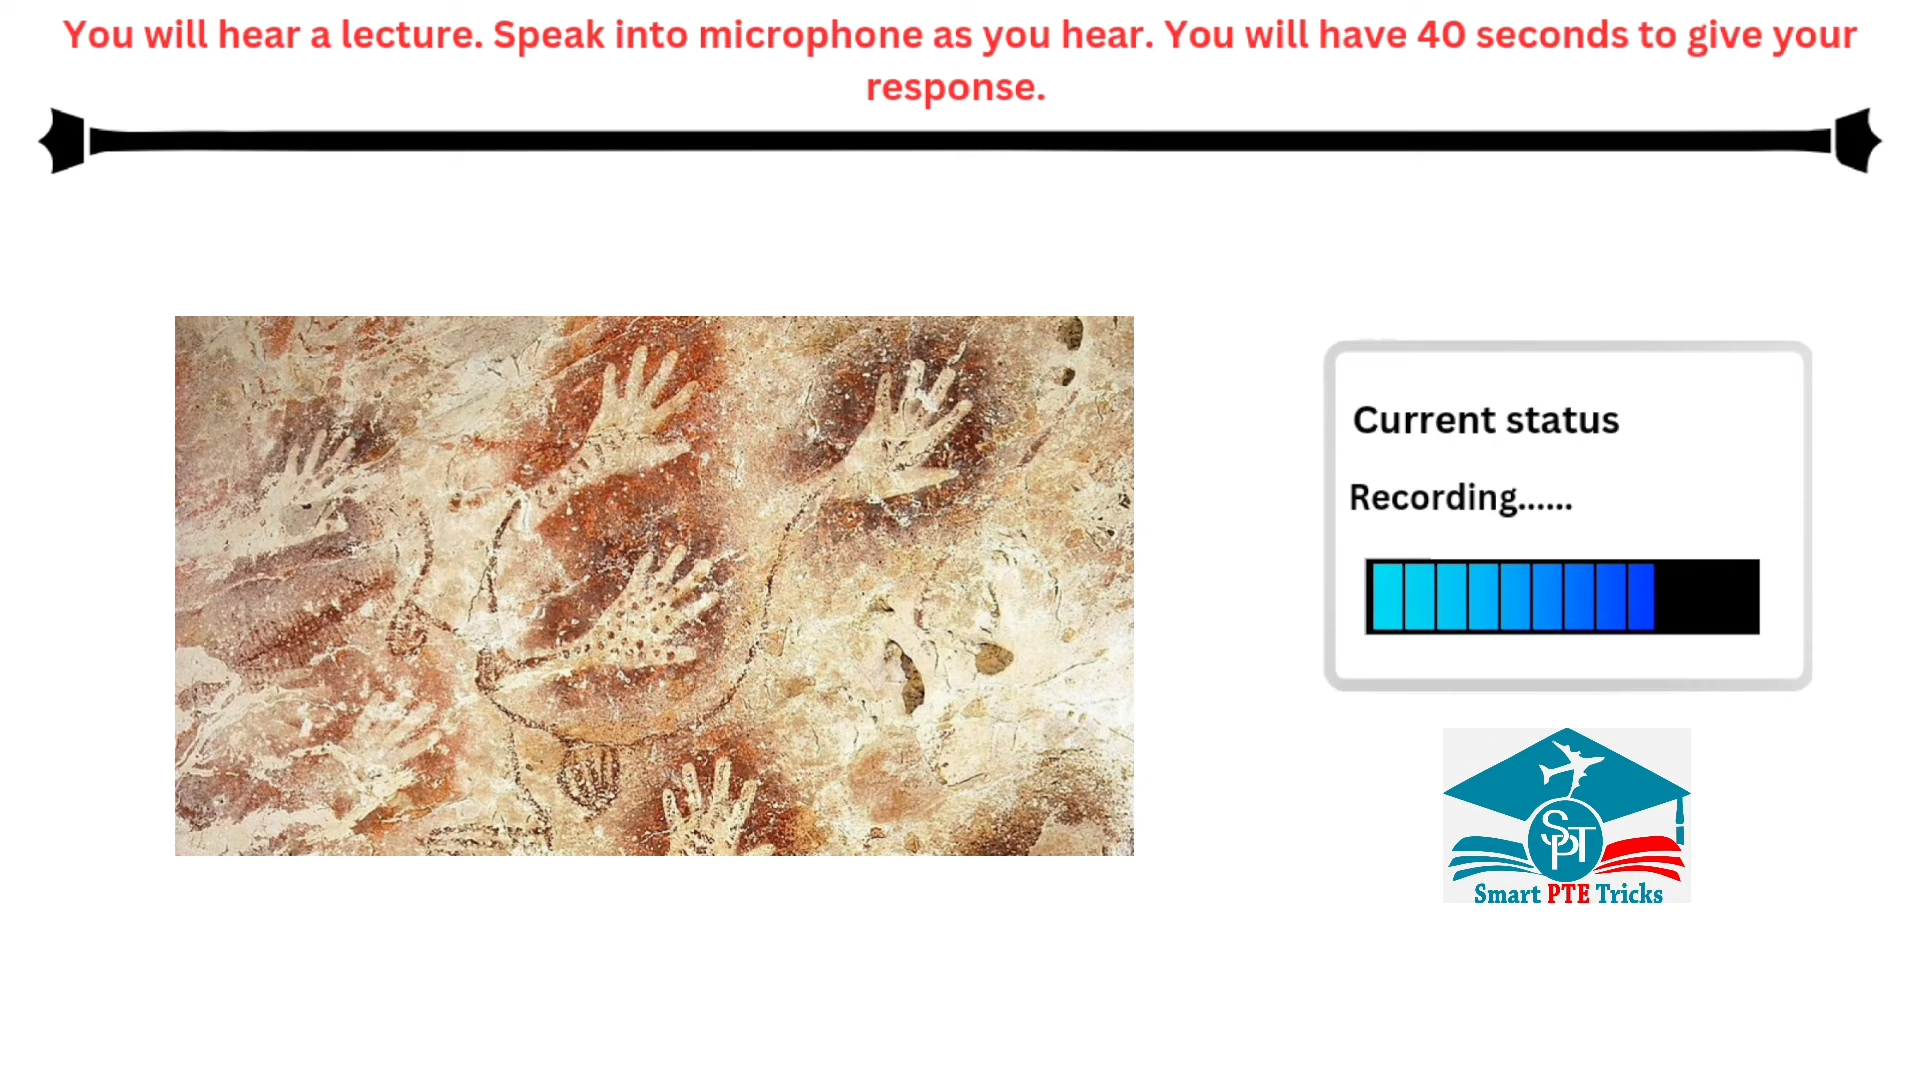 You will hear a lecture. Speak into microphone as you hear. You will have 40 seconds to give your
response.
Current status
Recording......
SPT
Smart PTE Tricks